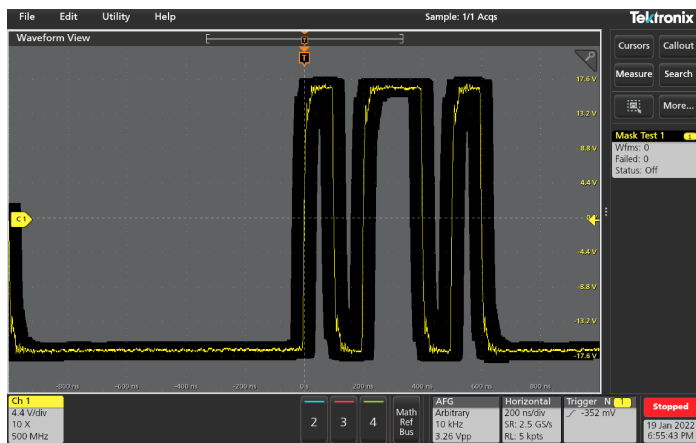 File Edit Utility Help Sample: 1/1 Acqs Tektronix
Waveform View
Cursors Callout
Measure Search
More...
Mask Test 1 1
Wfms: 0
Failed: 0
Status: Off
T
T
17.6 V
13.2 V
8.8 V
4.4 V
C 1
-4.4 V
-8.8 V
-13.2 V
-17.6 V
-800 ns -600 ns -400 ns -200 ns 0 s 200 ns 400 ns 600 ns 800 ns
Ch 1
4.4 V/div
10 X
500 MHz
2 3 4
Math
Ref
Bus
AFG
Arbitrary
10 kHz
3.26 Vpp
Horizontal
200 ns/div
SR: 2.5 GS/s
RL: 5 kpts
Trigger N 1
-352 mV
Stopped
19 Jan 2022
6:55:43 PM